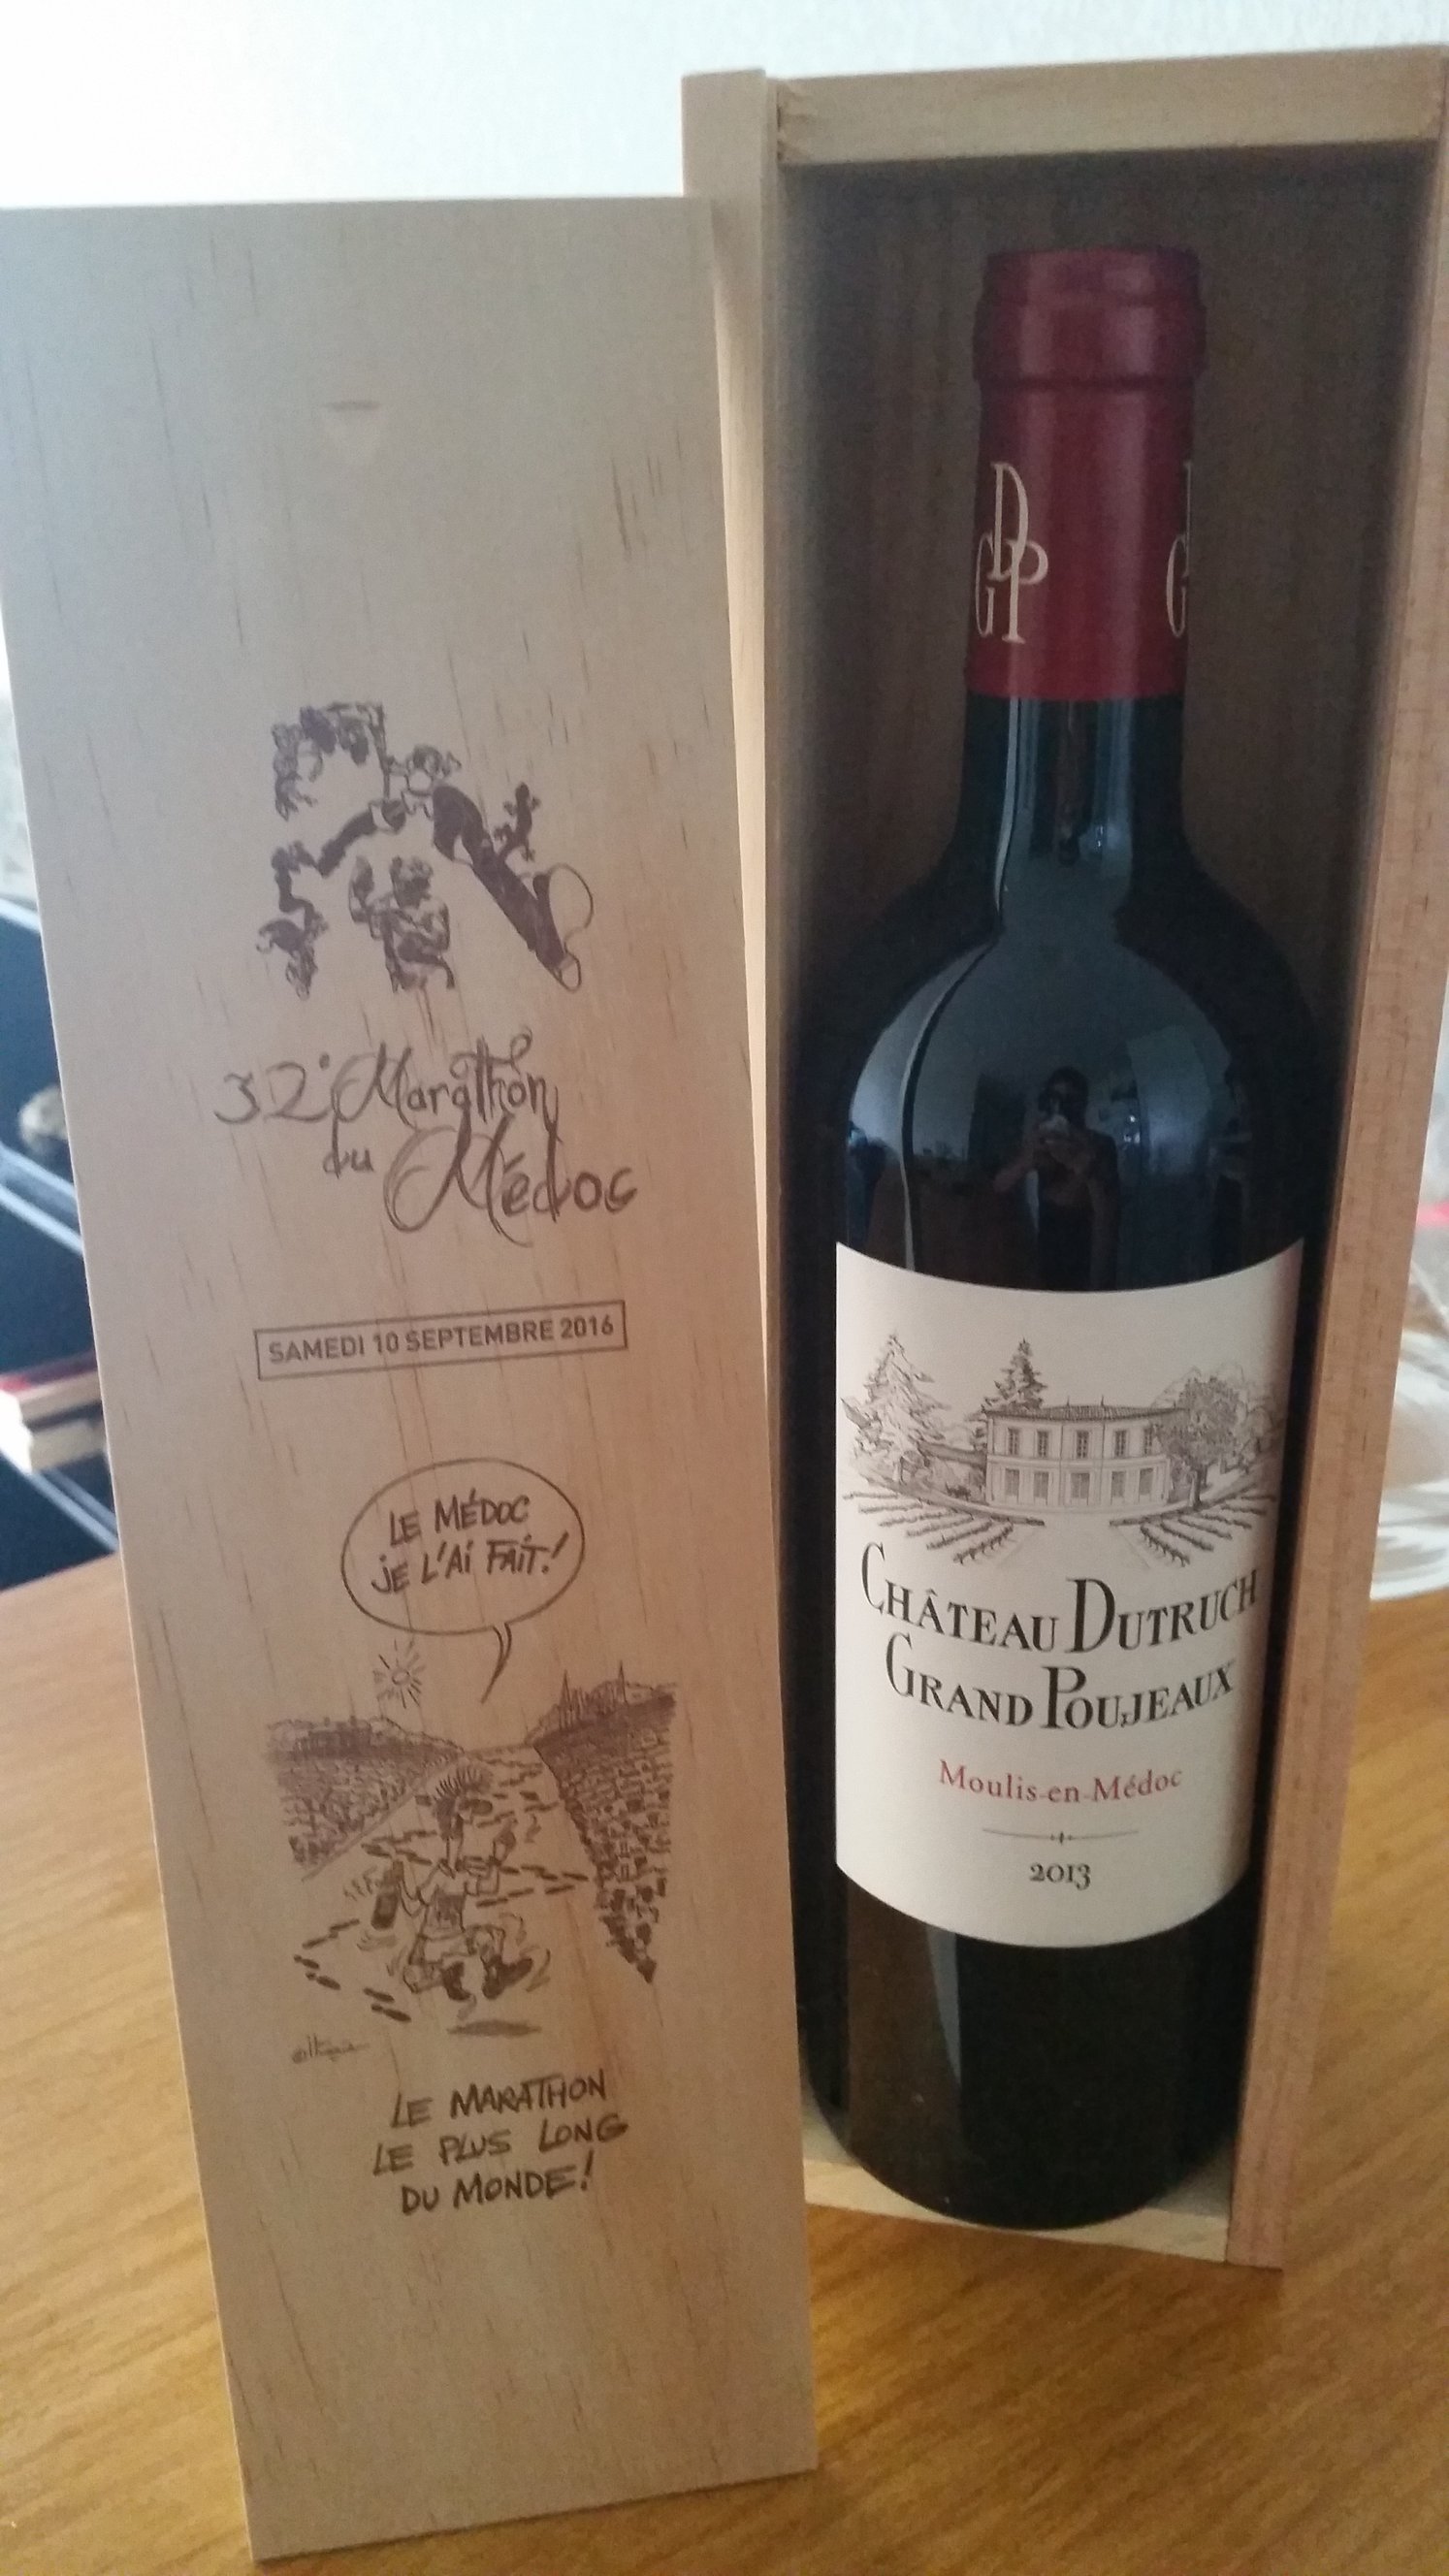 32e Marathon
du Médoc
SAMEDI 10 SEPTEMBRE 2016
LE MÉDOC
JE L'AI FAIT!
LE MARATHON
LE PLUS LONG
DU MONDE!
GDP
CHÂTEAU DUTRUCH
GRAND POUJEAUX
Moulis-en-Médoc
2013